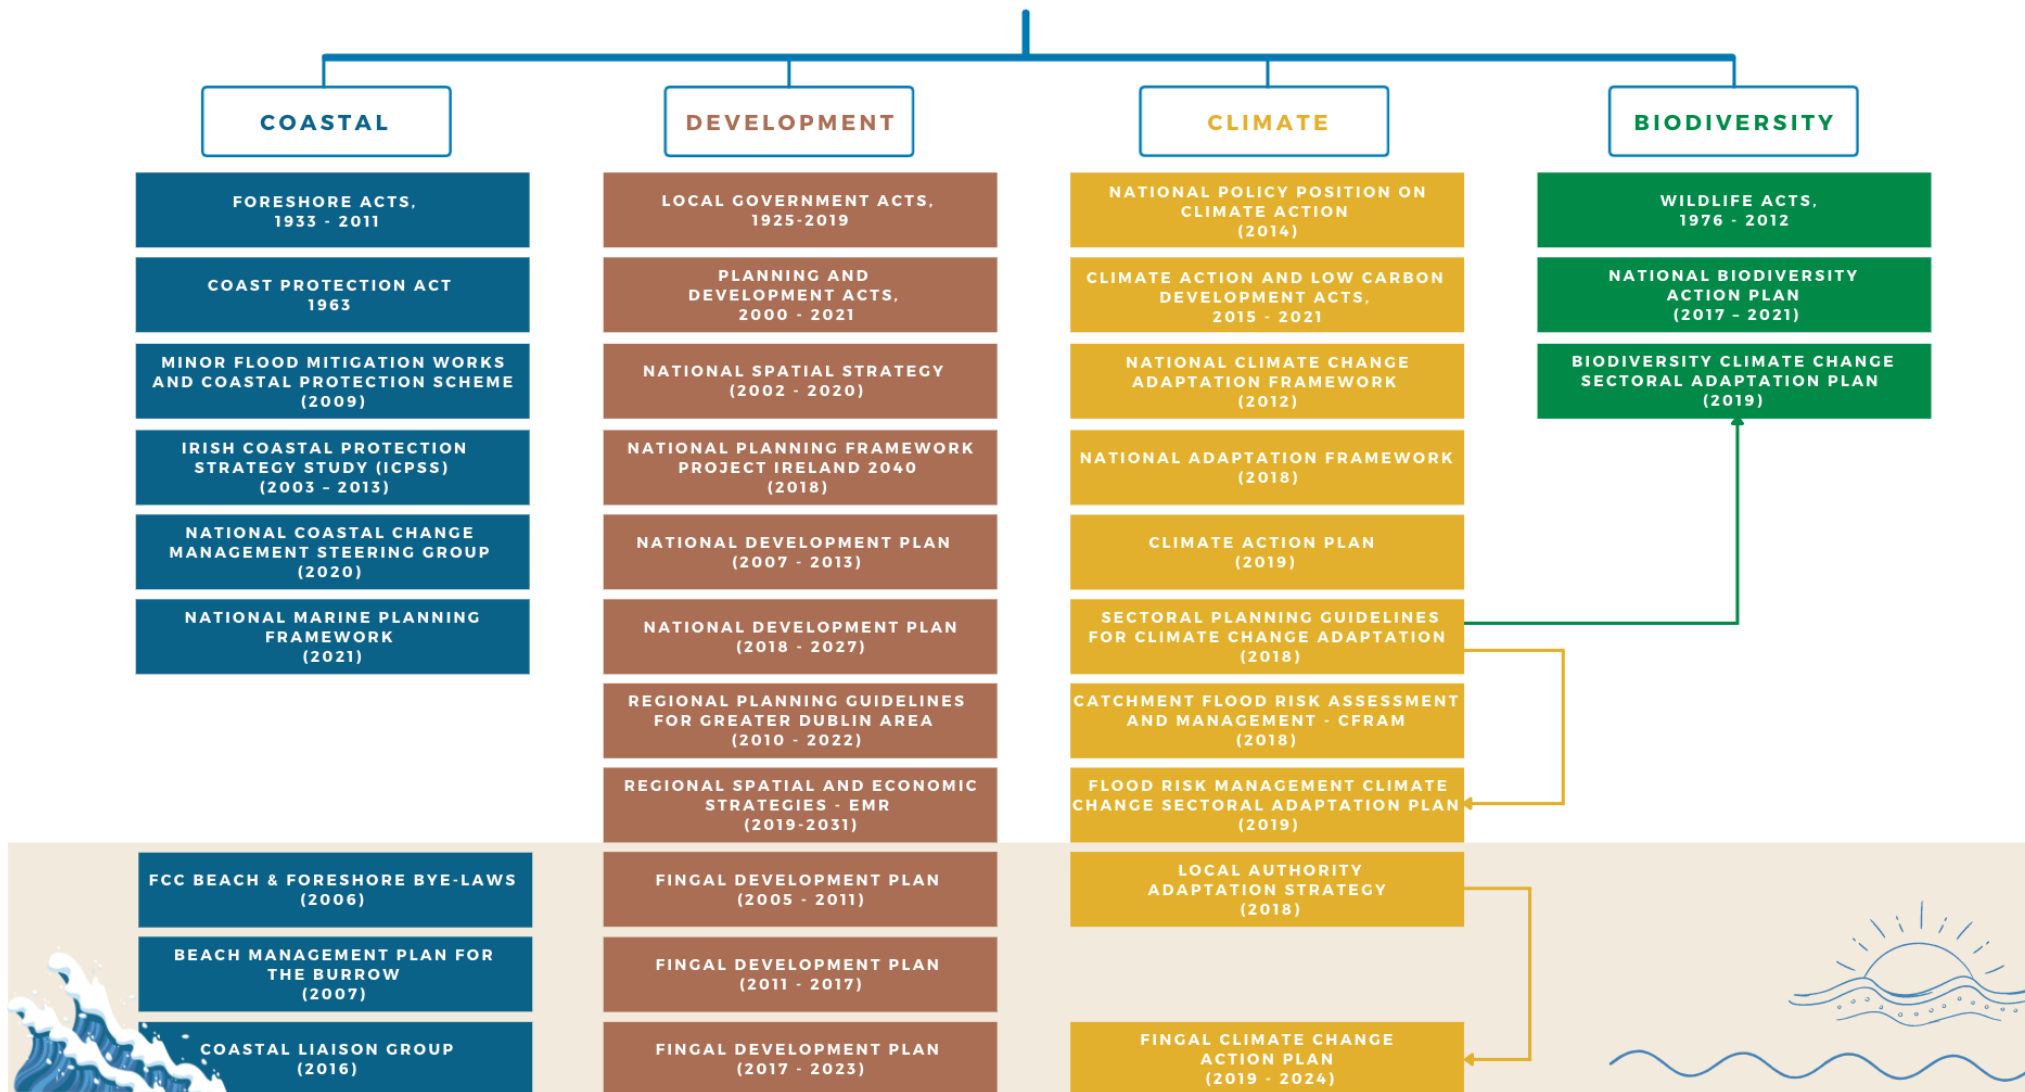 COASTAL
FORESHORE ACTS,
1933 - 2011
COAST PROTECTION ACT
1963
MINOR FLOOD MITIGATION WORKS
AND COASTAL PROTECTION SCHEME
(2009)
IRISH COASTAL PROTECTION
STRATEGY STUDY (ICPSS)
(2003 – 2013)
NATIONAL COASTAL CHANGE
MANAGEMENT STEERING GROUP
(2020)
NATIONAL MARINE PLANNING
FRAMEWORK
(2021)
FCC BEACH & FORESHORE BYE-LAWS
(2006)
BEACH MANAGEMENT PLAN FOR
THE BURROW
(2007)
COASTAL LIAISON GROUP
(2016)
DEVELOPMENT
LOCAL GOVERNMENT ACTS,
1925-2019
PLANNING AND
DEVELOPMENT ACTS,
2000 - 2021
NATIONAL SPATIAL STRATEGY
(2002 - 2020)
NATIONAL PLANNING FRAMEWORK
PROJECT IRELAND 2040
(2018)
NATIONAL DEVELOPMENT PLAN
(2007 - 2013)
NATIONAL DEVELOPMENT PLAN
(2018 - 2027)
REGIONAL PLANNING GUIDELINES
FOR GREATER DUBLIN AREA
(2010 - 2022)
REGIONAL SPATIAL AND ECONOMIC
STRATEGIES - EMR
(2019-2031)
FINGAL DEVELOPMENT PLAN
(2005 - 2011)
FINGAL DEVELOPMENT PLAN
(2011 - 2017)
FINGAL DEVELOPMENT PLAN
(2017 - 2023)
CLIMATE
NATIONAL POLICY POSITION ON
CLIMATE ACTION
(2014)
CLIMATE ACTION AND LOW CARBON
DEVELOPMENT ACTS,
2015 - 2021
NATIONAL CLIMATE CHANGE
ADAPTATION FRAMEWORK
(2012)
NATIONAL ADAPTATION FRAMEWORK
(2018)
CLIMATE ACTION PLAN
(2019)
SECTORAL PLANNING GUIDELINES
FOR CLIMATE CHANGE ADAPTATION
(2018)
CATCHMENT FLOOD RISK ASSESSMENT
AND MANAGEMENT - CFRAM
(2018)
FLOOD RISK MANAGEMENT CLIMATE
CHANGE SECTORAL ADAPTATION PLAN
(2019)
LOCAL AUTHORITY
ADAPTATION STRATEGY
(2018)
FINGAL CLIMATE CHANGE
ACTION PLAN
(2019 - 2024)
BIODIVERSITY
WILDLIFE ACTS,
1976 - 2012
NATIONAL BIODIVERSITY
ACTION PLAN
(2017 – 2021)
BIODIVERSITY CLIMATE CHANGE
SECTORAL ADAPTATION PLAN
(2019)